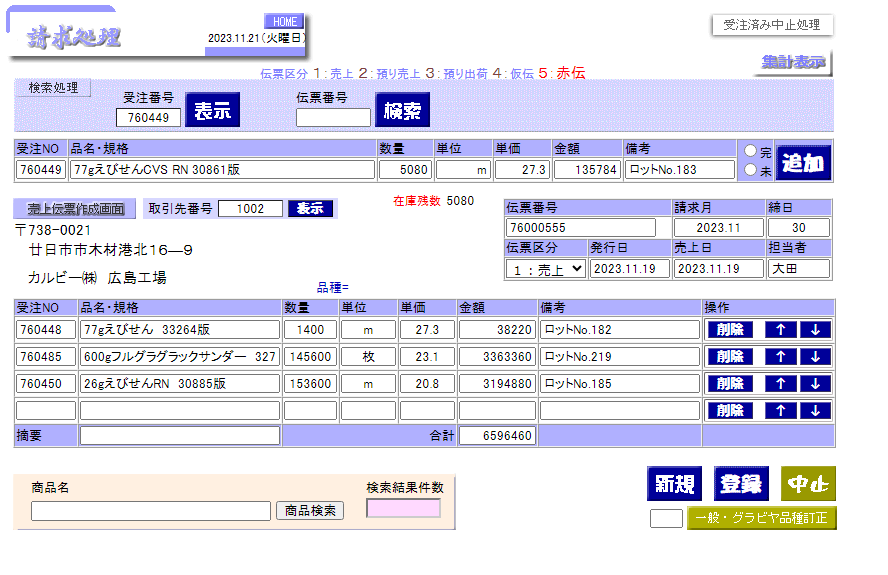 請求処理
HOME
2023.11.21(火曜日)
受注済み中止処理
集計表示
伝票区分 1:売上 2:預り売上 3:預り出荷 4:仮伝 5:赤伝
検索処理
受注番号 760449 表示 伝票番号 検索
受注NO 品名・規格 数量 単位 単価 金額 備考
760449 77gえびせんCVS RN 30861版 5080 m 27.3 135784 ロットNo.183 完 未 追加
売上伝票作成画面 取引先番号 1002 表示 在庫残数 5080
〒738-0021
廿日市市木材港北16―9
カルビー㈱ 広島工場
品種=
伝票番号 請求月 締日
76000555 2023.11 30
伝票区分 発行日 売上日 担当者
1:売上 2023.11.19 2023.11.19 大田
受注NO 品名・規格 数量 単位 単価 金額 備考 操作
760448 77gえびせん 33264版 1400 m 27.3 38220 ロットNo.182 削除 ↑ ↓
760485 600gフルグラグラックサンダー 327 145600 枚 23.1 3363360 ロットNo.219 削除 ↑ ↓
760450 26gえびせんRN 30885版 153600 m 20.8 3194880 ロットNo.185 削除 ↑ ↓
削除 ↑ ↓
摘要 合計 6596460
商品名 検索結果件数
商品検索
新規 登録 中止
一般・グラビヤ品種訂正